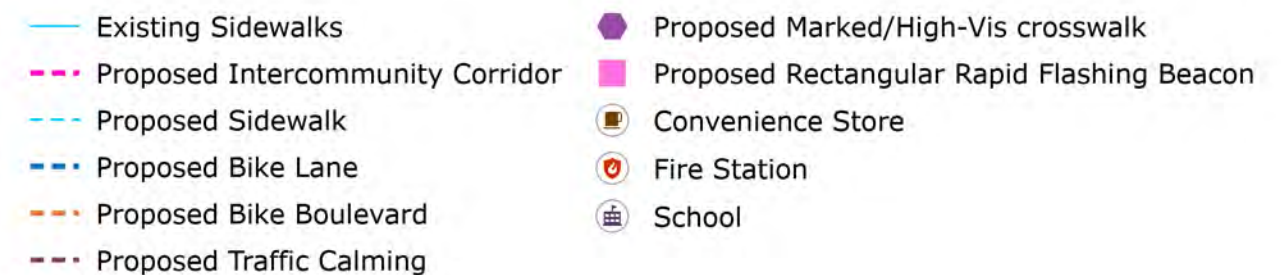 Existing Sidewalks
Proposed Intercommunity Corridor
Proposed Sidewalk
Proposed Bike Lane
Proposed Bike Boulevard
Proposed Traffic Calming
Proposed Marked/High-Vis crosswalk
Proposed Rectangular Rapid Flashing Beacon
Convenience Store
Fire Station
School